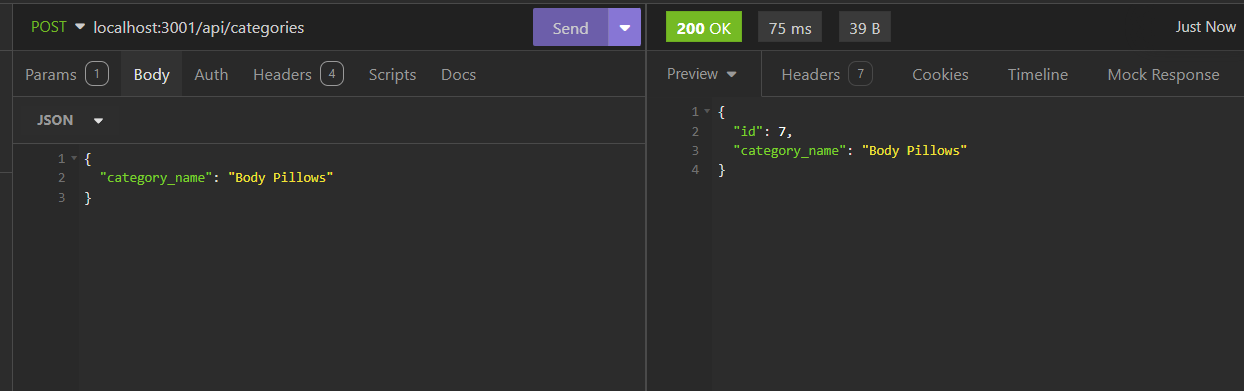 POST localhost:3001/api/categories Send
200 OK 75 ms 39 B Just Now
Params 1 Body Auth Headers 4 Scripts Docs
Preview Headers 7 Cookies Timeline Mock Response
JSON
1 {
2 "category_name": "Body Pillows"
3 }
1 {
2 "id": 7,
3 "category_name": "Body Pillows"
4 }